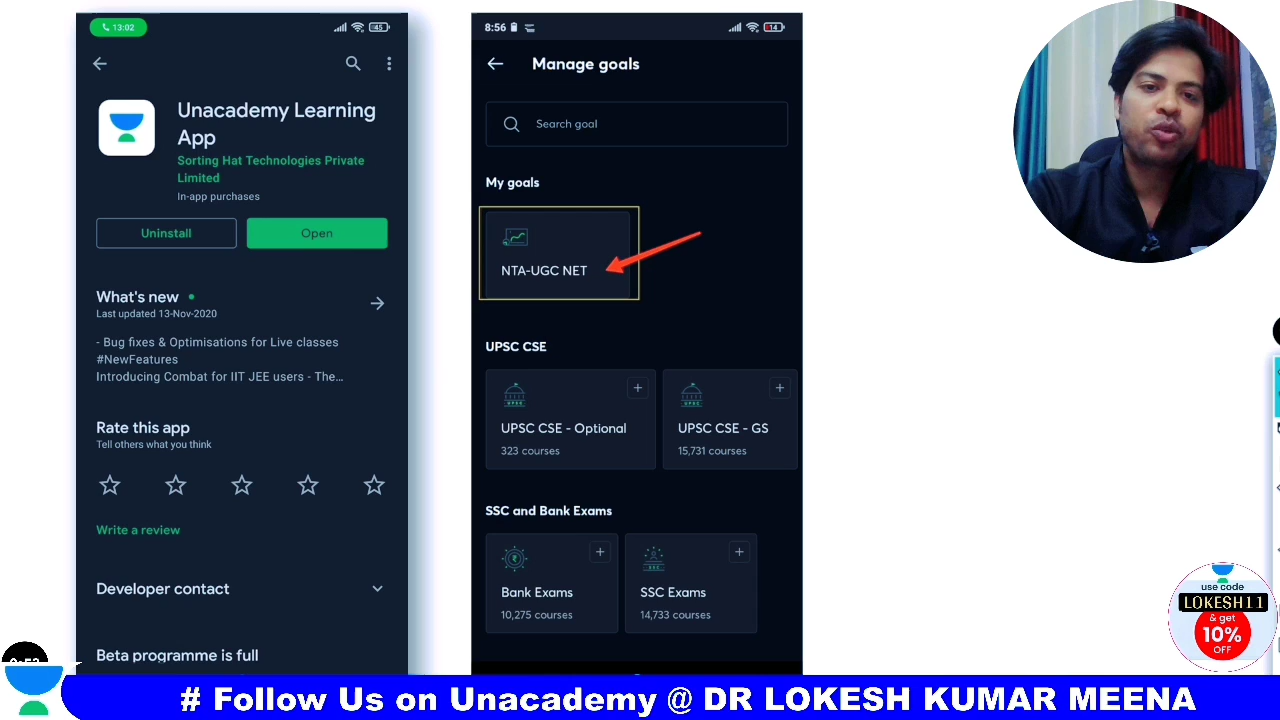 13:02
45
Unacademy Learning
App
Sorting Hat Technologies Private
Limited
In-app purchases
Uninstall
Open
What's new
Last updated 13-Nov-2020
- Bug fixes & Optimisations for Live classes
#NewFeatures
Introducing Combat for IIT JEE users - The…
Rate this app
Tell others what you think
Write a review
Developer contact
Beta programme is full
8:56
14
Manage goals
Search goal
My goals
NTA-UGC NET
UPSC CSE
UPSC
UPSC CSE - Optional
323 courses
UPSC
UPSC CSE - GS
15,731 courses
SSC and Bank Exams
Bank Exams
10,275 courses
SSC
SSC Exams
14,733 courses
use code
LOKESH11
& get
10%
OFF
# Follow Us on Unacademy @ DR LOKESH KUMAR MEENA